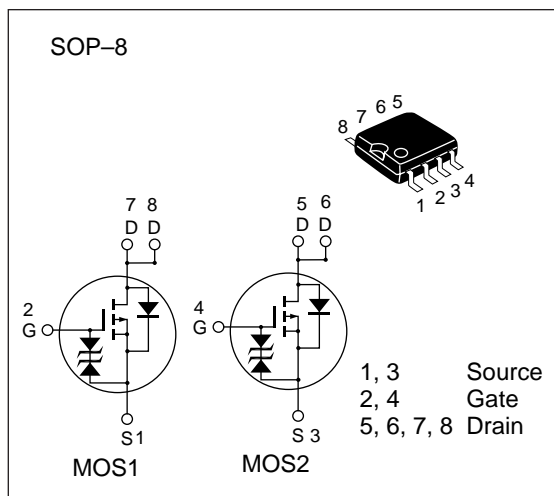 SOP–8
8 7 6 5
1 2 3 4
7 8
D D
5 6
D D
2
G
4
G
S 1
S 3
MOS1
MOS2
1, 3 Source
2, 4 Gate
5, 6, 7, 8 Drain